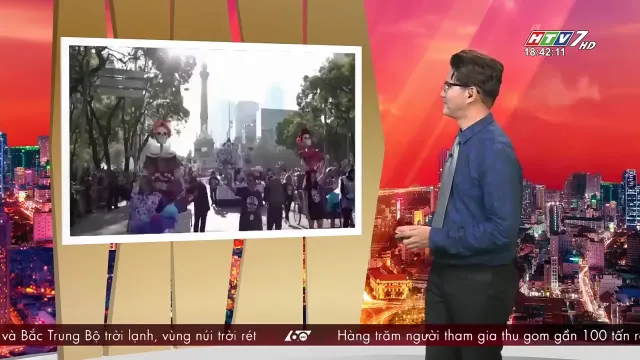 HTV7 HD
18:42:11
và Bắc Trung Bộ trời lạnh, vùng núi trời rét 60 Hàng trăm người tham gia thu gom gần 100 tấn r